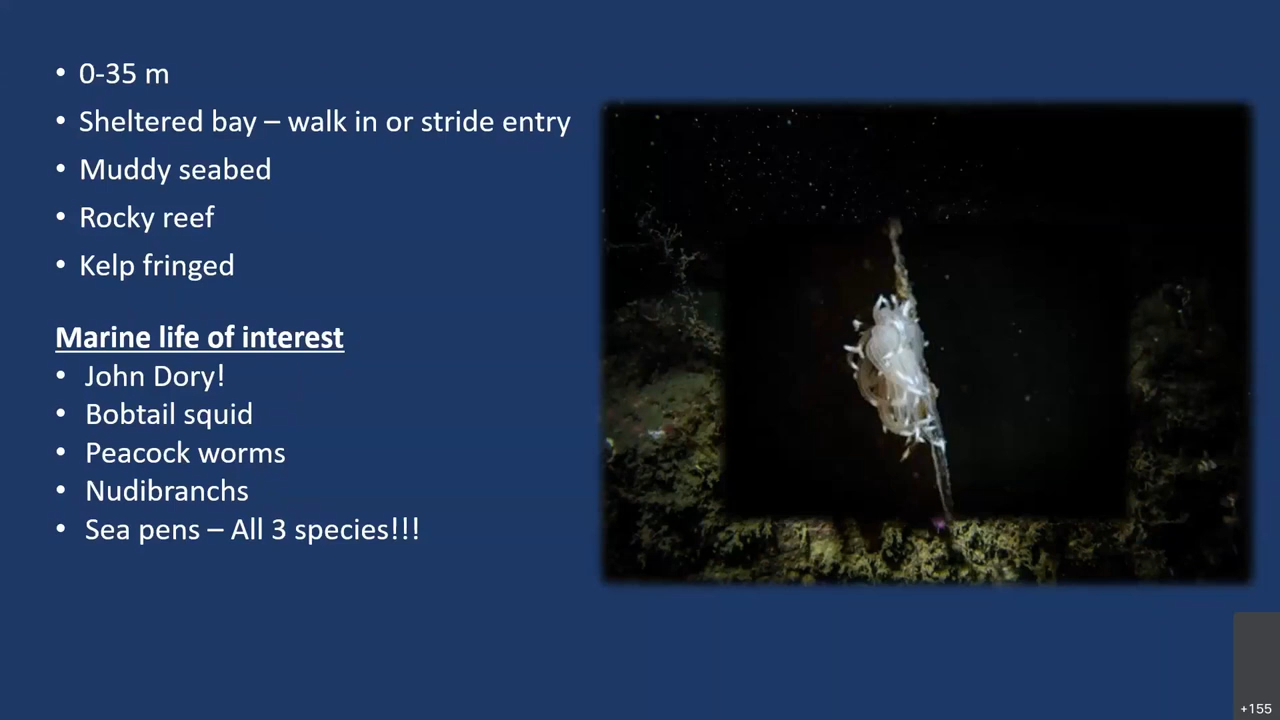 • 0-35 m
• Sheltered bay – walk in or stride entry
• Muddy seabed
• Rocky reef
• Kelp fringed
Marine life of interest
• John Dory!
• Bobtail squid
• Peacock worms
• Nudibranchs
• Sea pens – All 3 species!!!
+155